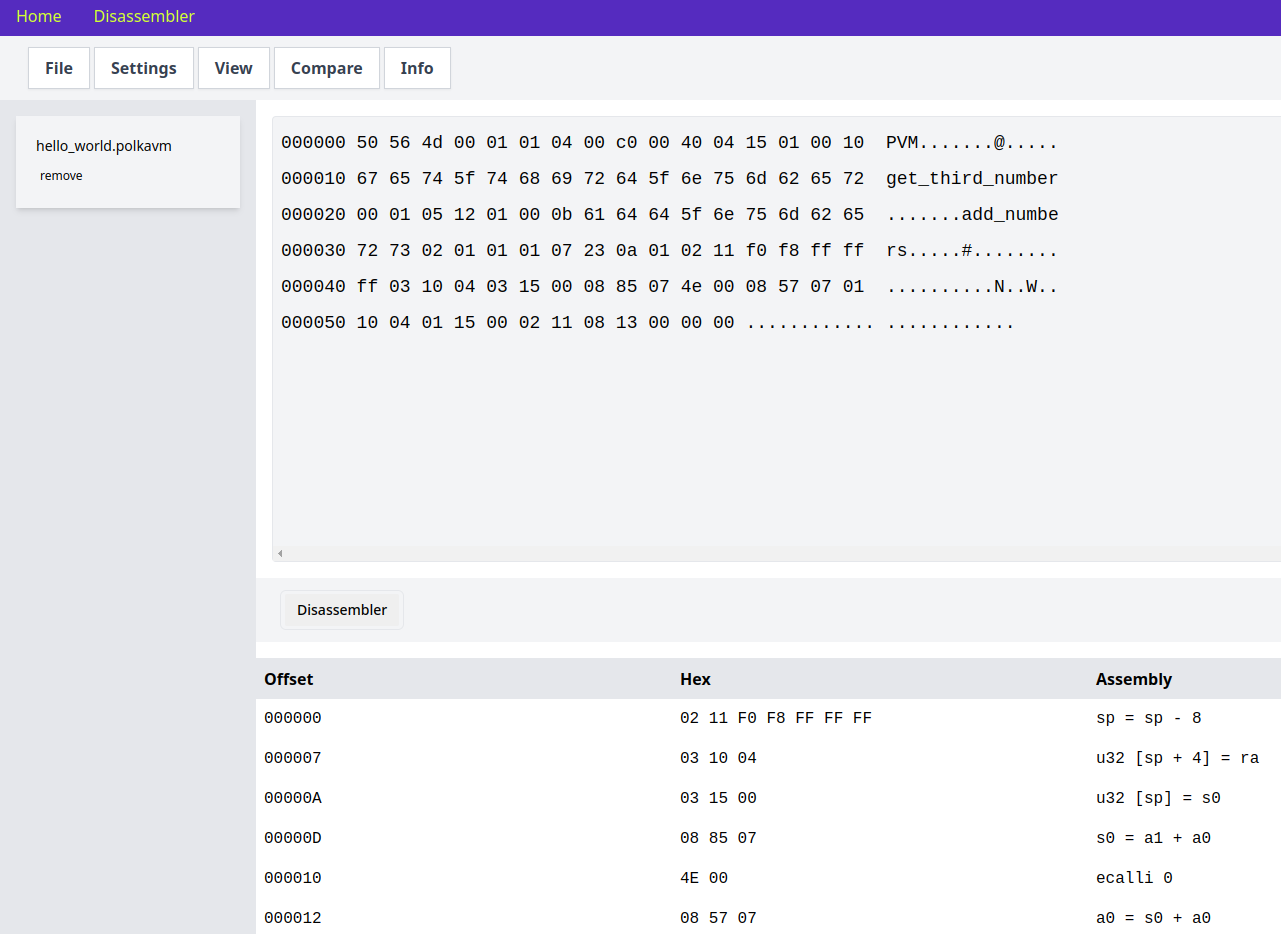 Home Disassembler
File Settings View Compare Info
hello_world.polkavm
remove
000000 50 56 4d 00 01 01 04 00 c0 00 40 04 15 01 00 10 PVM.......@.....
000010 67 65 74 5f 74 68 69 72 64 5f 6e 75 6d 62 65 72 get_third_number
000020 00 01 05 12 01 00 0b 61 64 64 5f 6e 75 6d 62 65 .......add_numbe
000030 72 73 02 01 01 01 07 23 0a 01 02 11 f0 f8 ff ff rs.....#........
000040 ff 03 10 04 03 15 00 08 85 07 4e 00 08 57 07 01 ..........N..W..
000050 10 04 01 15 00 02 11 08 13 00 00 00 ............ ............
Disassembler
Offset Hex Assembly
000000 02 11 F0 F8 FF FF FF sp = sp - 8
000007 03 10 04 u32 [sp + 4] = ra
00000A 03 15 00 u32 [sp] = s0
00000D 08 85 07 s0 = a1 + a0
000010 4E 00 ecalli 0
000012 08 57 07 a0 = s0 + a0